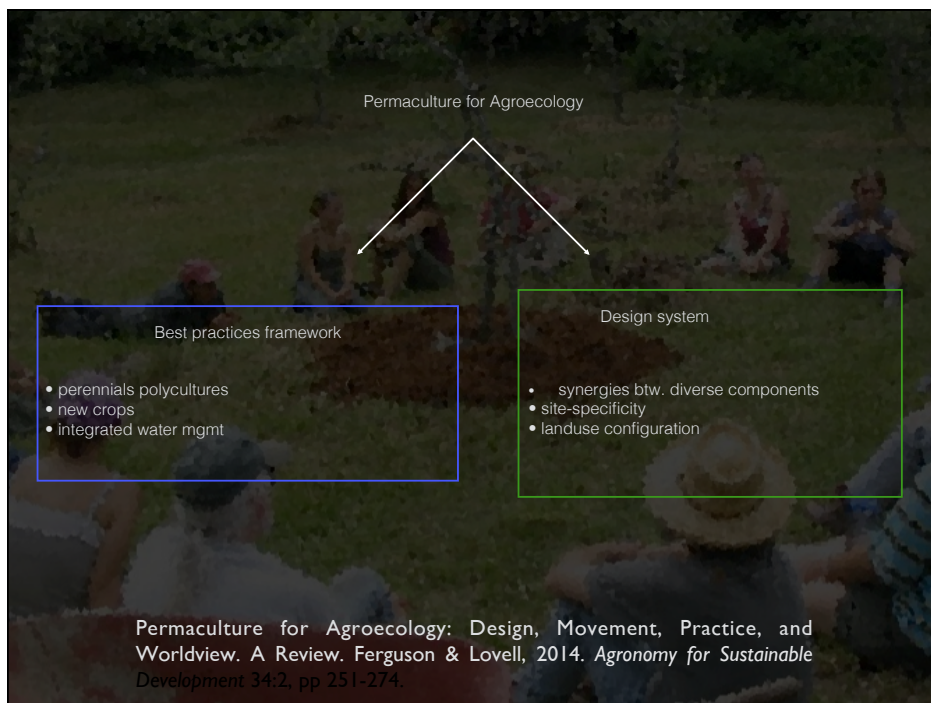 Permaculture for Agroecology
Best practices framework
• perennials polycultures
• new crops
• integrated water mgmt
Design system
• synergies btw. diverse components
• site-specificity
• landuse configuration
Permaculture for Agroecology: Design, Movement, Practice, and
Worldview. A Review. Ferguson & Lovell, 2014. Agronomy for Sustainable
Development 34:2, pp 251-274.